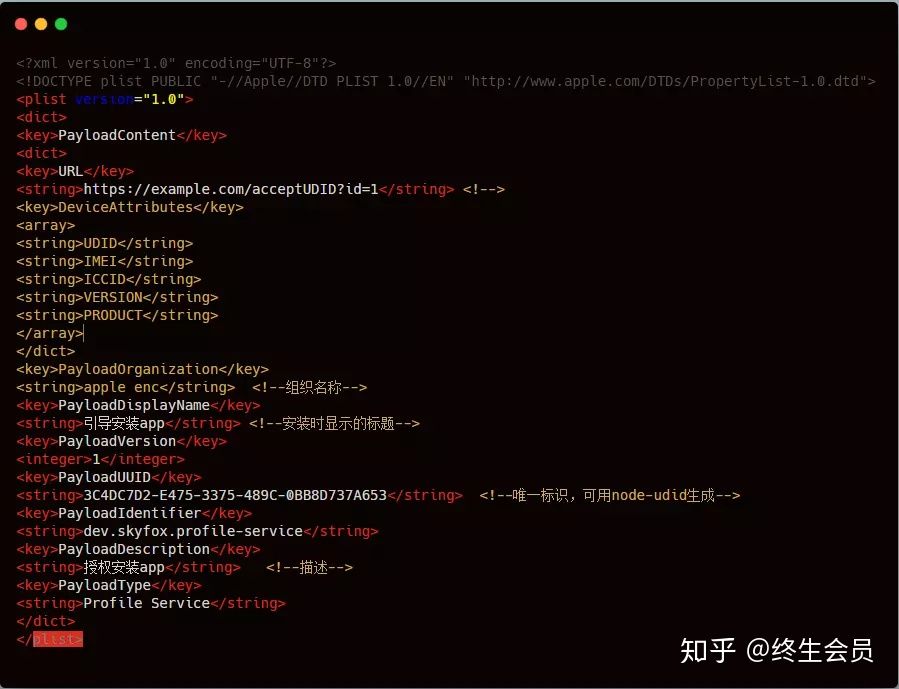 <?xml version="1.0" encoding="UTF-8"?>
<!DOCTYPE plist PUBLIC "-//Apple//DTD PLIST 1.0//EN" "http://www.apple.com/DTDs/PropertyList-1.0.dtd">
<plist version="1.0">
<dict>
<key>PayloadContent</key>
<dict>
<key>URL</key>
<string>https://example.com/acceptUDID?id=1</string> <!-->
<key>DeviceAttributes</key>
<array>
<string>UDID</string>
<string>IMEI</string>
<string>ICCID</string>
<string>VERSION</string>
<string>PRODUCT</string>
</array>
</dict>
<key>PayloadOrganization</key>
<string>apple enc</string>  <!--组织名称-->
<key>PayloadDisplayName</key>
<string>引导安装app</string> <!--安装时显示的标题-->
<key>PayloadVersion</key>
<integer>1</integer>
<key>PayloadUUID</key>
<string>3C4DC7D2-E475-3375-489C-0BB8D737A653</string>  <!--唯一标识，可用node-udid生成-->
<key>PayloadIdentifier</key>
<string>dev.skyfox.profile-service</string>
<key>PayloadDescription</key>
<string>授权安装app</string>   <!--描述-->
<key>PayloadType</key>
<string>Profile Service</string>
</dict>
</plist>
知乎 @终生会员